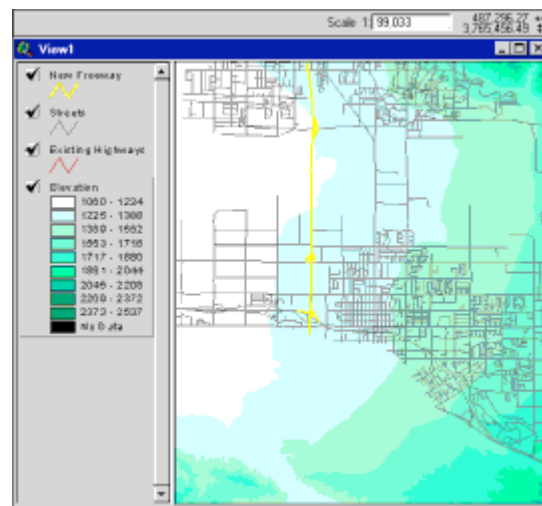 Scale 1: 99,033
487,295.27
3,765,456.49
View1
New Freeway
Streets
Existing Highways
Elevation
1060 - 1224
1225 - 1388
1389 - 1552
1553 - 1716
1717 - 1880
1881 - 2044
2045 - 2208
2209 - 2372
2373 - 2537
No Data